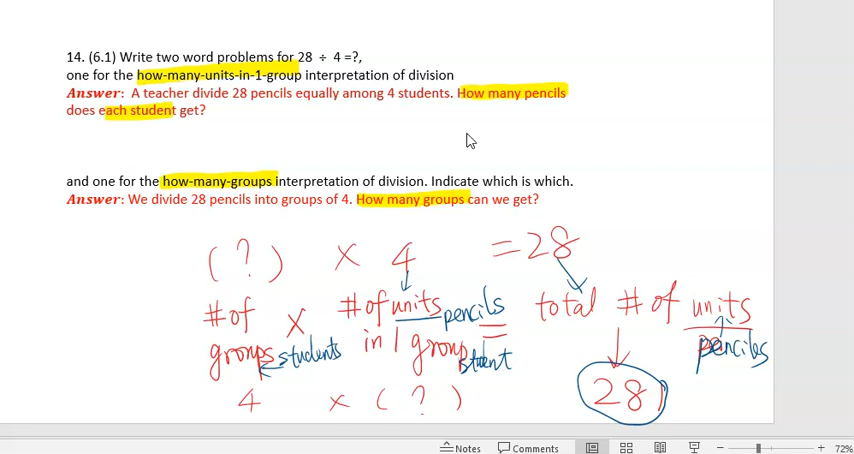 14. (6.1) Write two word problems for 28 ÷ 4 =?,
one for the how-many-units-in-1-group interpretation of division
Answer: A teacher divide 28 pencils equally among 4 students. How many pencils
does each student get?
and one for the how-many-groups interpretation of division. Indicate which is which.
Answer: We divide 28 pencils into groups of 4. How many groups can we get?
( ? ) × 4 = 28
# of × # of units pencils = total # of units
groups students in 1 group student penciles
4 × ( ? ) 28
Notes Comments 72%